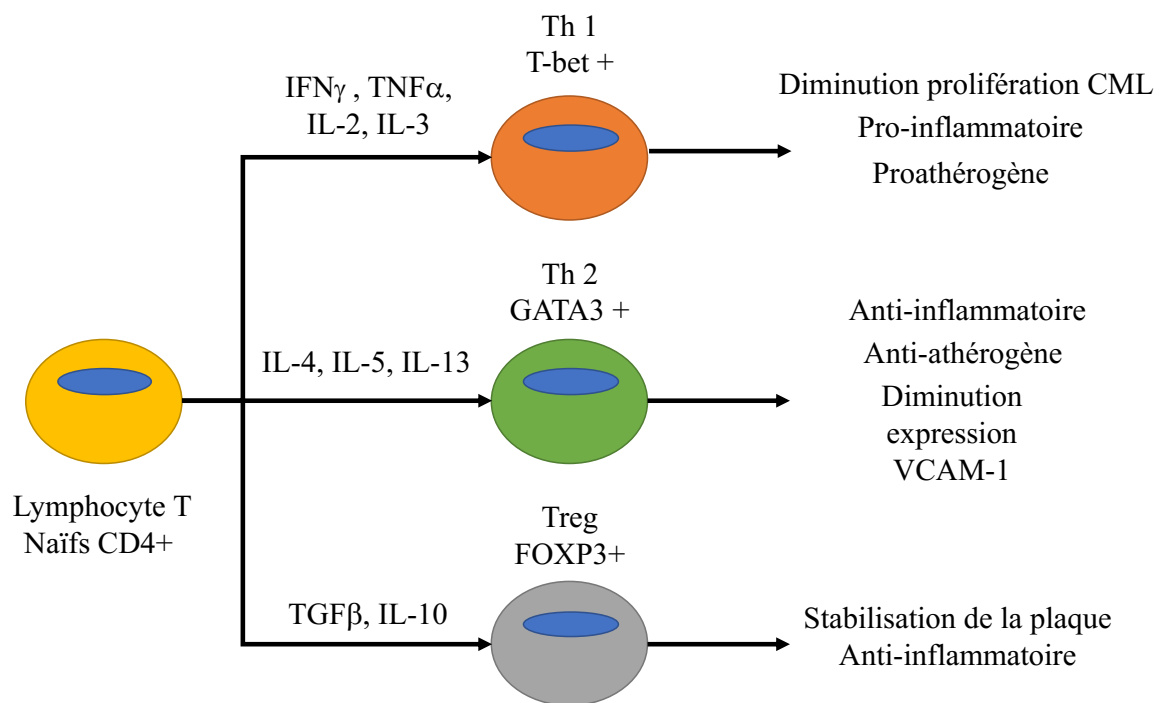 Th 1
T-bet +
IFNγ , TNFα,
IL-2, IL-3
Diminution prolifération CML
Pro-inflammatoire
Proathérogène
Th 2
GATA3 +
IL-4, IL-5, IL-13
Anti-inflammatoire
Anti-athérogène
Diminution
expression
VCAM-1
Lymphocyte T
Naïfs CD4+
Treg
FOXP3+
TGFβ, IL-10
Stabilisation de la plaque
Anti-inflammatoire